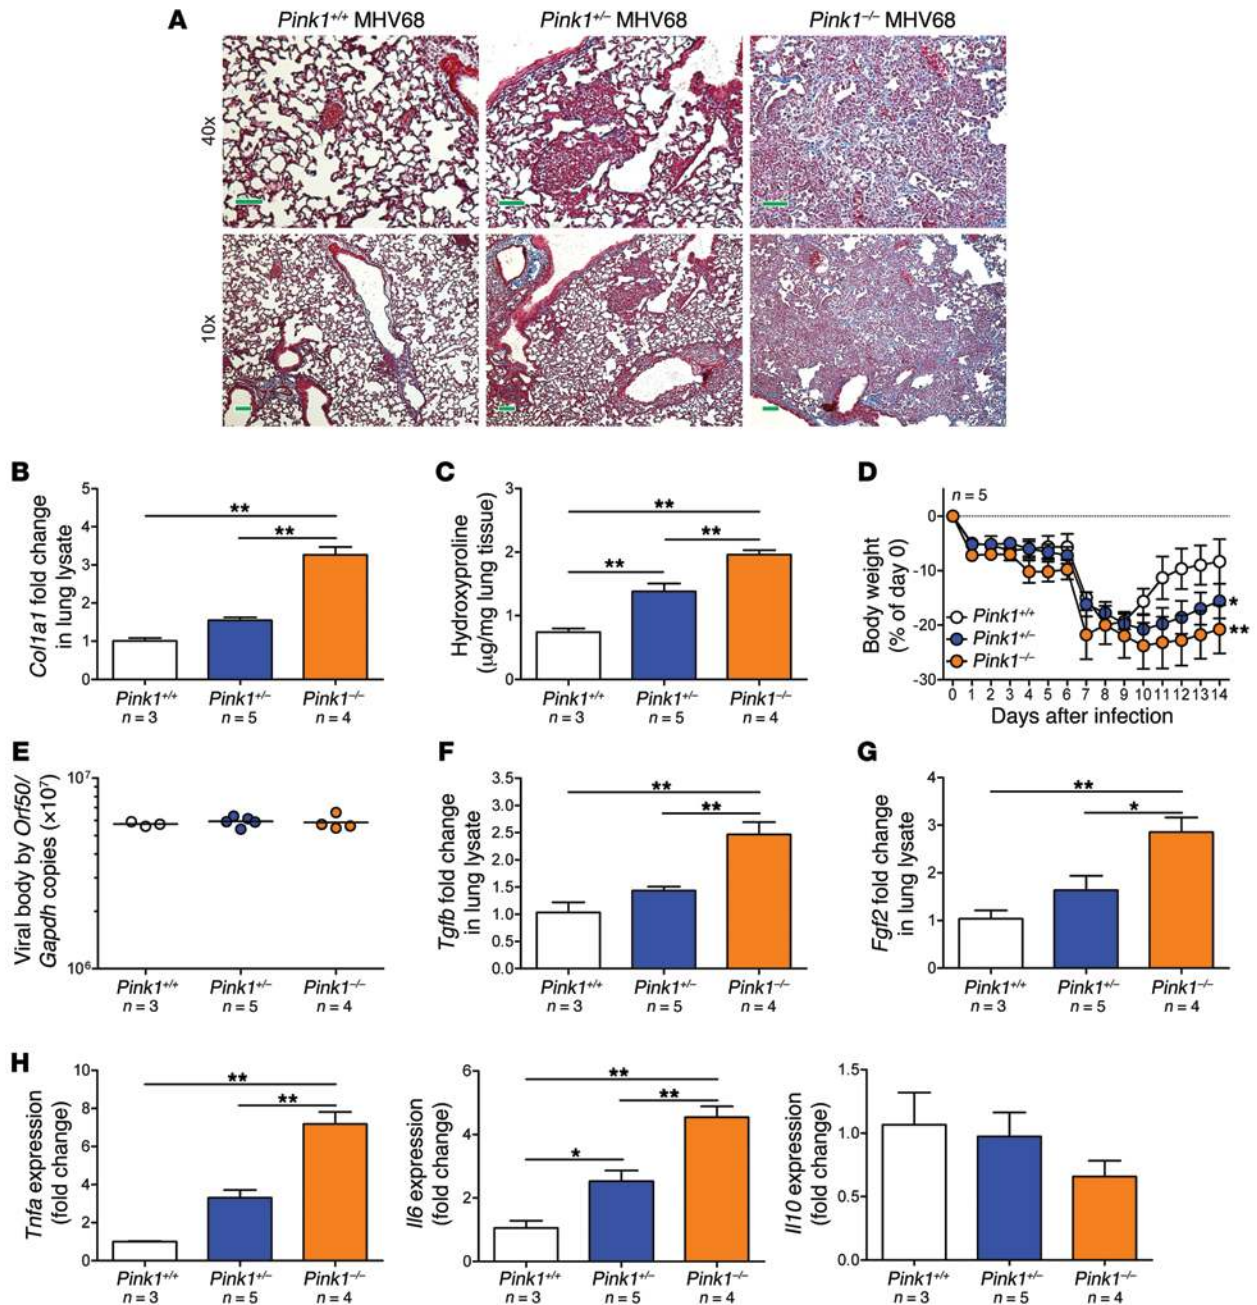 A
Pink1+/+ MHV68
Pink1+/– MHV68
Pink1–/– MHV68
40x
10x
B
Col1a1 fold change
in lung lysate
5
4
3
2
1
0
**
**
Pink1+/+
n = 3
Pink1+/–
n = 5
Pink1–/–
n = 4
C
Hydroxyproline
(µg/mg lung tissue)
3
2
1
0
**
**
**
Pink1+/+
n = 3
Pink1+/–
n = 5
Pink1–/–
n = 4
D
Body weight
(% of day 0)
n = 5
0
-10
-20
-30
Pink1+/+
Pink1+/–
Pink1–/–
*
**
0 1 2 3 4 5 6 7 8 9 10 11 12 13 14
Days after infection
E
Viral body by Orf50/
Gapdh copies (×10⁷)
10⁷
10⁶
Pink1+/+
n = 3
Pink1+/–
n = 5
Pink1–/–
n = 4
F
Tgfb fold change
in lung lysate
3.5
3.0
2.5
2.0
1.5
1.0
0.5
0.0
**
**
Pink1+/+
n = 3
Pink1+/–
n = 5
Pink1–/–
n = 4
G
Fgf2 fold change
in lung lysate
4
3
2
1
0
**
*
Pink1+/+
n = 3
Pink1+/–
n = 5
Pink1–/–
n = 4
H
Tnfa expression
(fold change)
10
8
6
4
2
0
**
**
Pink1+/+
n = 3
Pink1+/–
n = 5
Pink1–/–
n = 4
Il6 expression
(fold change)
6
4
2
0
**
**
*
Pink1+/+
n = 3
Pink1+/–
n = 5
Pink1–/–
n = 4
Il10 expression
(fold change)
1.5
1.0
0.5
0.0
Pink1+/+
n = 3
Pink1+/–
n = 5
Pink1–/–
n = 4